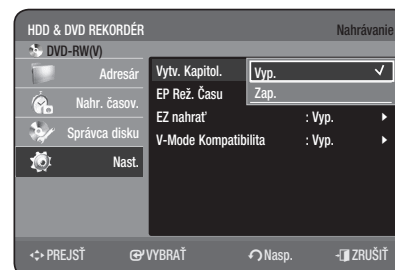 HDD & DVD REKORDÉR Nahrávanie
DVD-RW(V)
Adresár Vytv. Kapitol. Vyp. ✓
Nahr. časov. EP Rež. Času Zap.
Správca disku EZ nahrať : Vyp.
Nast. V-Mode Kompatibilita : Vyp.
PREJSŤ VYBRAŤ Nasp. ZRUŠIŤ